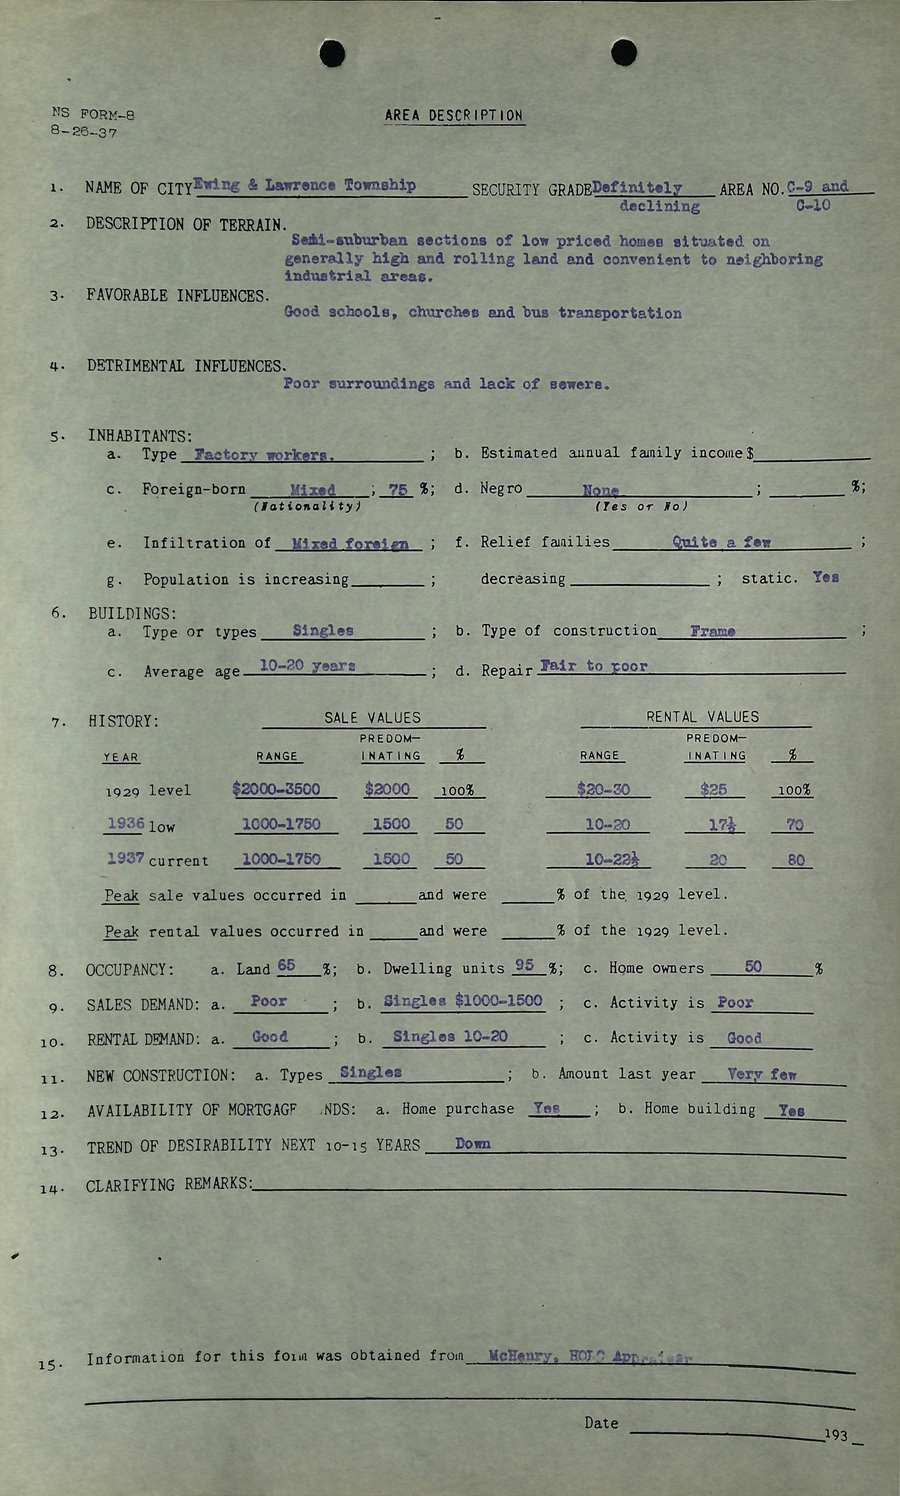 NS FORM-8
8-26-37
AREA DESCRIPTION
1. NAME OF CITY Ewing & Lawrence Township SECURITY GRADE Definitely declining AREA NO. C-9 and C-10
2. DESCRIPTION OF TERRAIN.
Semi-suburban sections of low priced homes situated on
generally high and rolling land and convenient to neighboring
industrial areas.
3. FAVORABLE INFLUENCES.
Good schools, churches and bus transportation
4. DETRIMENTAL INFLUENCES.
Poor surroundings and lack of sewers.
5. INHABITANTS:
a. Type Factory workers. ; b. Estimated annual family income $
c. Foreign-born Mixed ; 75 %; d. Negro None ; %;
(Nationality) (Yes or No)
e. Infiltration of Mixed foreign ; f. Relief families Quite a few ;
g. Population is increasing ; decreasing ; static. Yes
6. BUILDINGS:
a. Type or types Singles ; b. Type of construction Frame ;
c. Average age 10-20 years ; d. Repair Fair to poor
7. HISTORY: SALE VALUES RENTAL VALUES
PREDOM- PREDOM-
YEAR RANGE INATING % RANGE INATING %
1929 level $2000-3500 $2000 100% $20-30 $25 100%
1936 low 1000-1750 1500 50 10-20 17½ 70
1937 current 1000-1750 1500 50 10-22½ 20 80
Peak sale values occurred in and were % of the 1929 level.
Peak rental values occurred in and were % of the 1929 level.
8. OCCUPANCY: a. Land 65 %; b. Dwelling units 95 %; c. Home owners 50 %
9. SALES DEMAND: a. Poor ; b. Singles $1000-1500 ; c. Activity is Poor
10. RENTAL DEMAND: a. Good ; b. Singles 10-20 ; c. Activity is Good
11. NEW CONSTRUCTION: a. Types Singles ; b. Amount last year Very few
12. AVAILABILITY OF MORTGAGE NDS: a. Home purchase Yes ; b. Home building Yes
13. TREND OF DESIRABILITY NEXT 10-15 YEARS Down
14. CLARIFYING REMARKS:
15. Information for this form was obtained from McHenry, HOLC Appraiser
Date 193